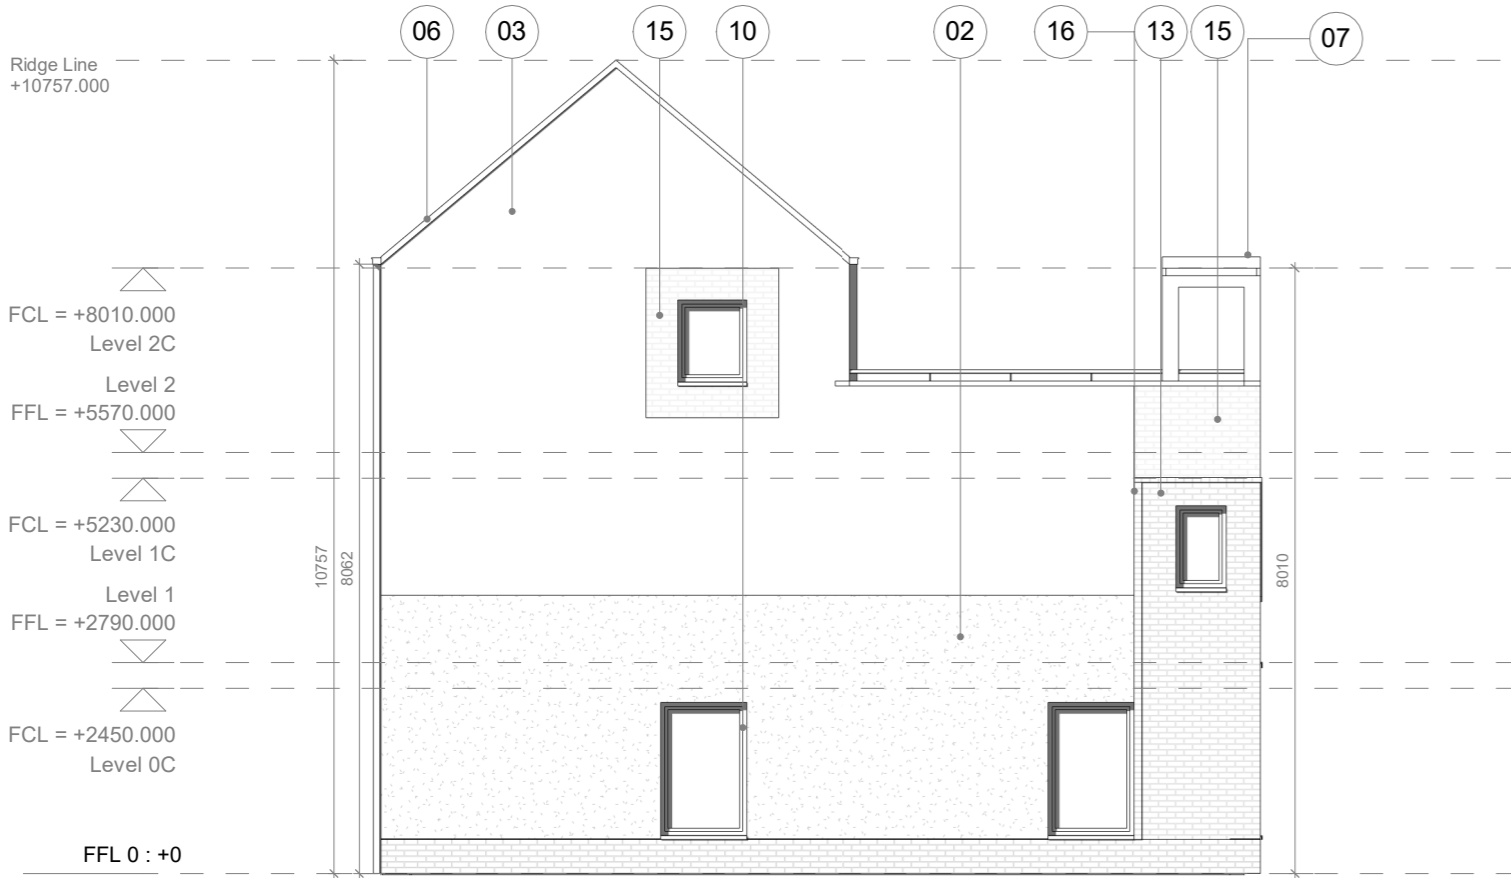 06 03 15 10 02 16 13 15 07
Ridge Line
+10757.000
FCL = +8010.000
Level 2C
Level 2
FFL = +5570.000
FCL = +5230.000
Level 1C
Level 1
FFL = +2790.000
FCL = +2450.000
Level 0C
FFL 0 : +0
10757
8062
8010